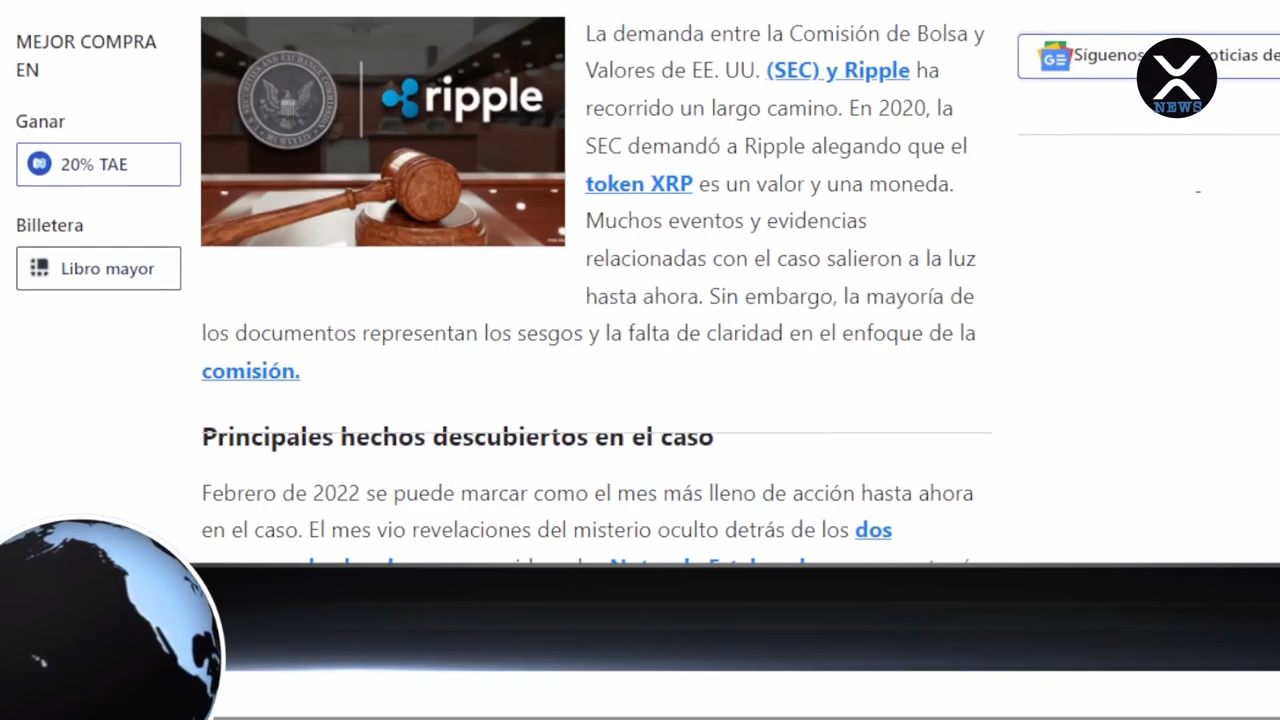 MEJOR COMPRA
EN
Ganar
20% TAE
Billetera
Libro mayor
ripple
La demanda entre la Comisión de Bolsa y
Valores de EE. UU. (SEC) y Ripple ha
recorrido un largo camino. En 2020, la
SEC demandó a Ripple alegando que el
token XRP es un valor y una moneda.
Muchos eventos y evidencias
relacionadas con el caso salieron a la luz
hasta ahora. Sin embargo, la mayoría de
los documentos representan los sesgos y la falta de claridad en el enfoque de la
comisión.
Principales hechos descubiertos en el caso
Febrero de 2022 se puede marcar como el mes más lleno de acción hasta ahora
en el caso. El mes vio revelaciones del misterio oculto detrás de los dos
GE Síguenos
X
NEWS